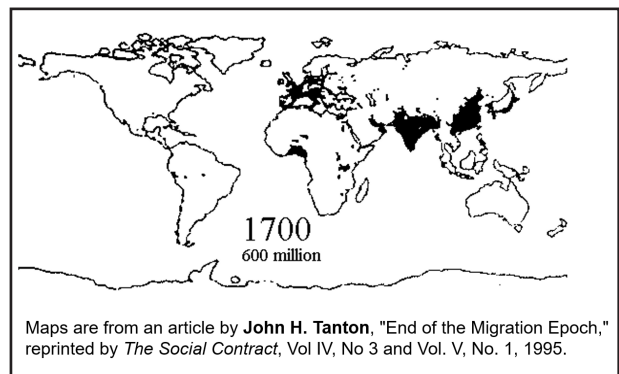 1700
600 million
Maps are from an article by John H. Tanton, "End of the Migration Epoch,"
reprinted by The Social Contract, Vol IV, No 3 and Vol. V, No. 1, 1995.